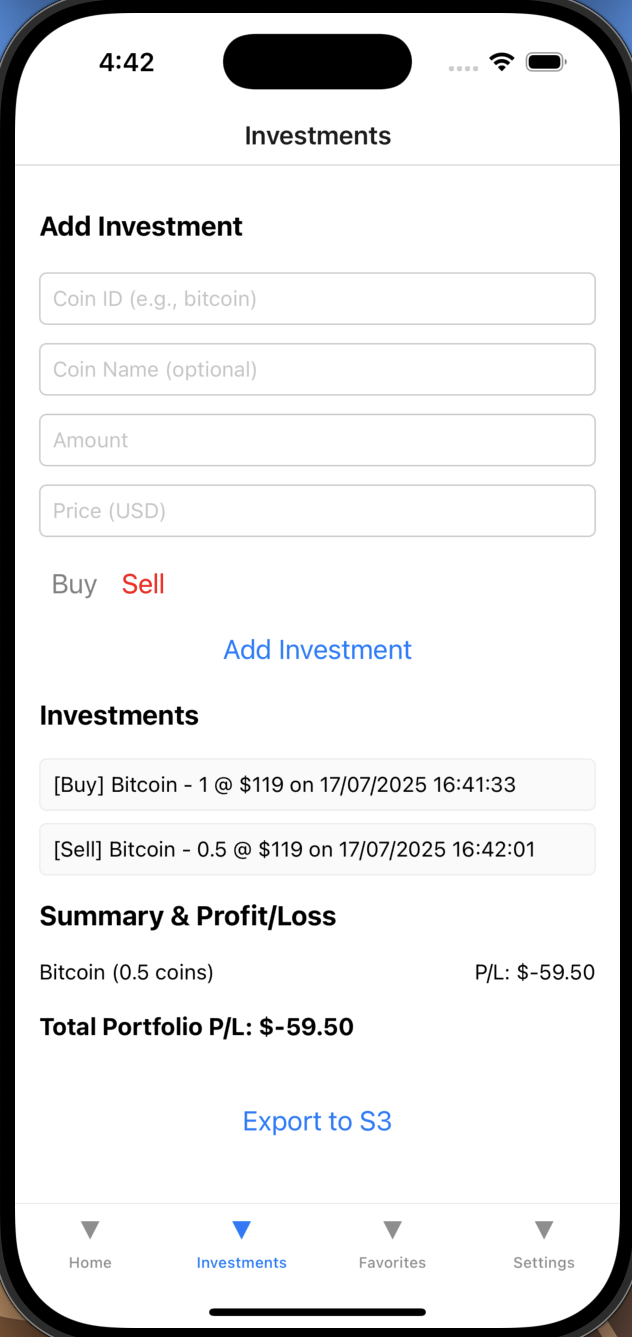 4:42
Investments
Add Investment
Coin ID (e.g., bitcoin)
Coin Name (optional)
Amount
Price (USD)
Buy Sell
Add Investment
Investments
[Buy] Bitcoin - 1 @ $119 on 17/07/2025 16:41:33
[Sell] Bitcoin - 0.5 @ $119 on 17/07/2025 16:42:01
Summary & Profit/Loss
Bitcoin (0.5 coins) P/L: $-59.50
Total Portfolio P/L: $-59.50
Export to S3
Home Investments Favorites Settings